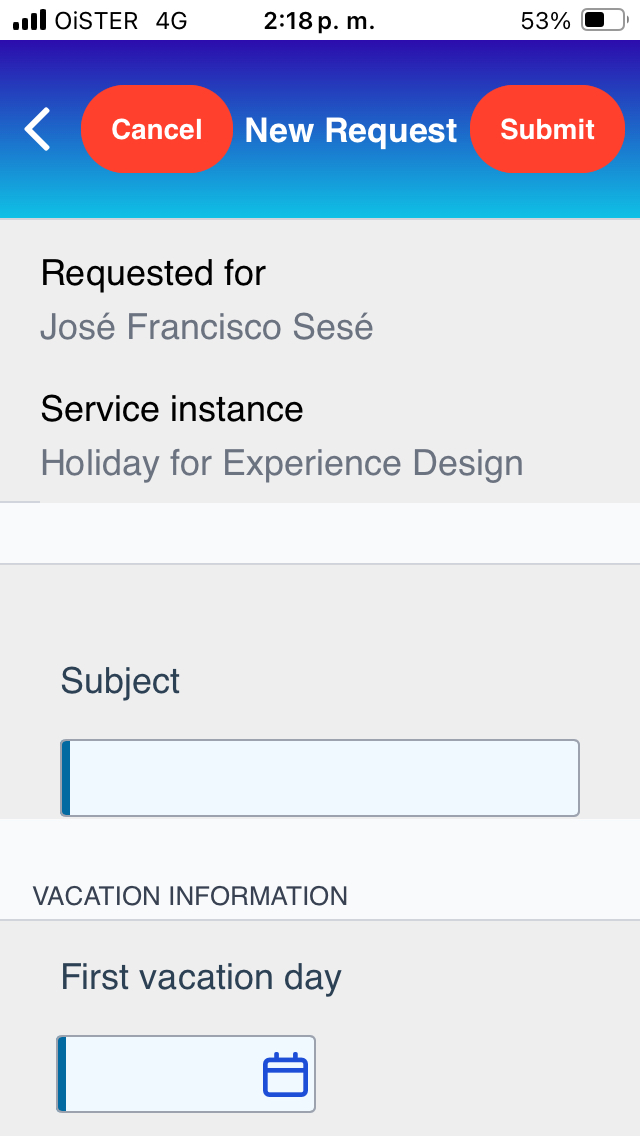 OiSTER 4G 2:18 p. m. 53%
Cancel New Request Submit
Requested for
José Francisco Sesé
Service instance
Holiday for Experience Design
Subject
VACATION INFORMATION
First vacation day